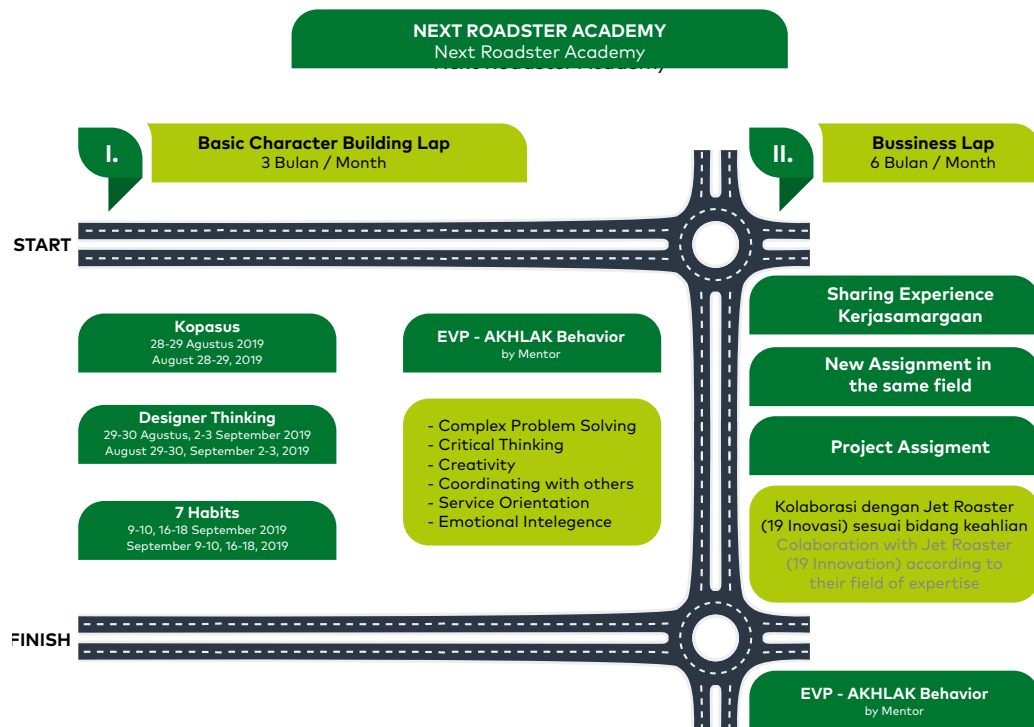 NEXT ROADSTER ACADEMY
Next Roadster Academy
Next Roadster Academy
I.
Basic Character Building Lap
3 Bulan / Month
II.
Bussiness Lap
6 Bulan / Month
START
Kopasus
28-29 Agustus 2019
August 28-29, 2019
Designer Thinking
29-30 Agustus, 2-3 September 2019
August 29-30, September 2-3, 2019
7 Habits
9-10, 16-18 September 2019
September 9-10, 16-18, 2019
EVP - AKHLAK Behavior
by Mentor
- Complex Problem Solving
- Critical Thinking
- Creativity
- Coordinating with others
- Service Orientation
- Emotional Intelegence
Sharing Experience
Kerjasamargaan
New Assignment in
the same field
Project Assigment
Kolaborasi dengan Jet Roaster
(19 Inovasi) sesuai bidang keahlian
Colaboration with Jet Roaster
(19 Innovation) according to
their field of expertise
FINISH
EVP - AKHLAK Behavior
by Mentor